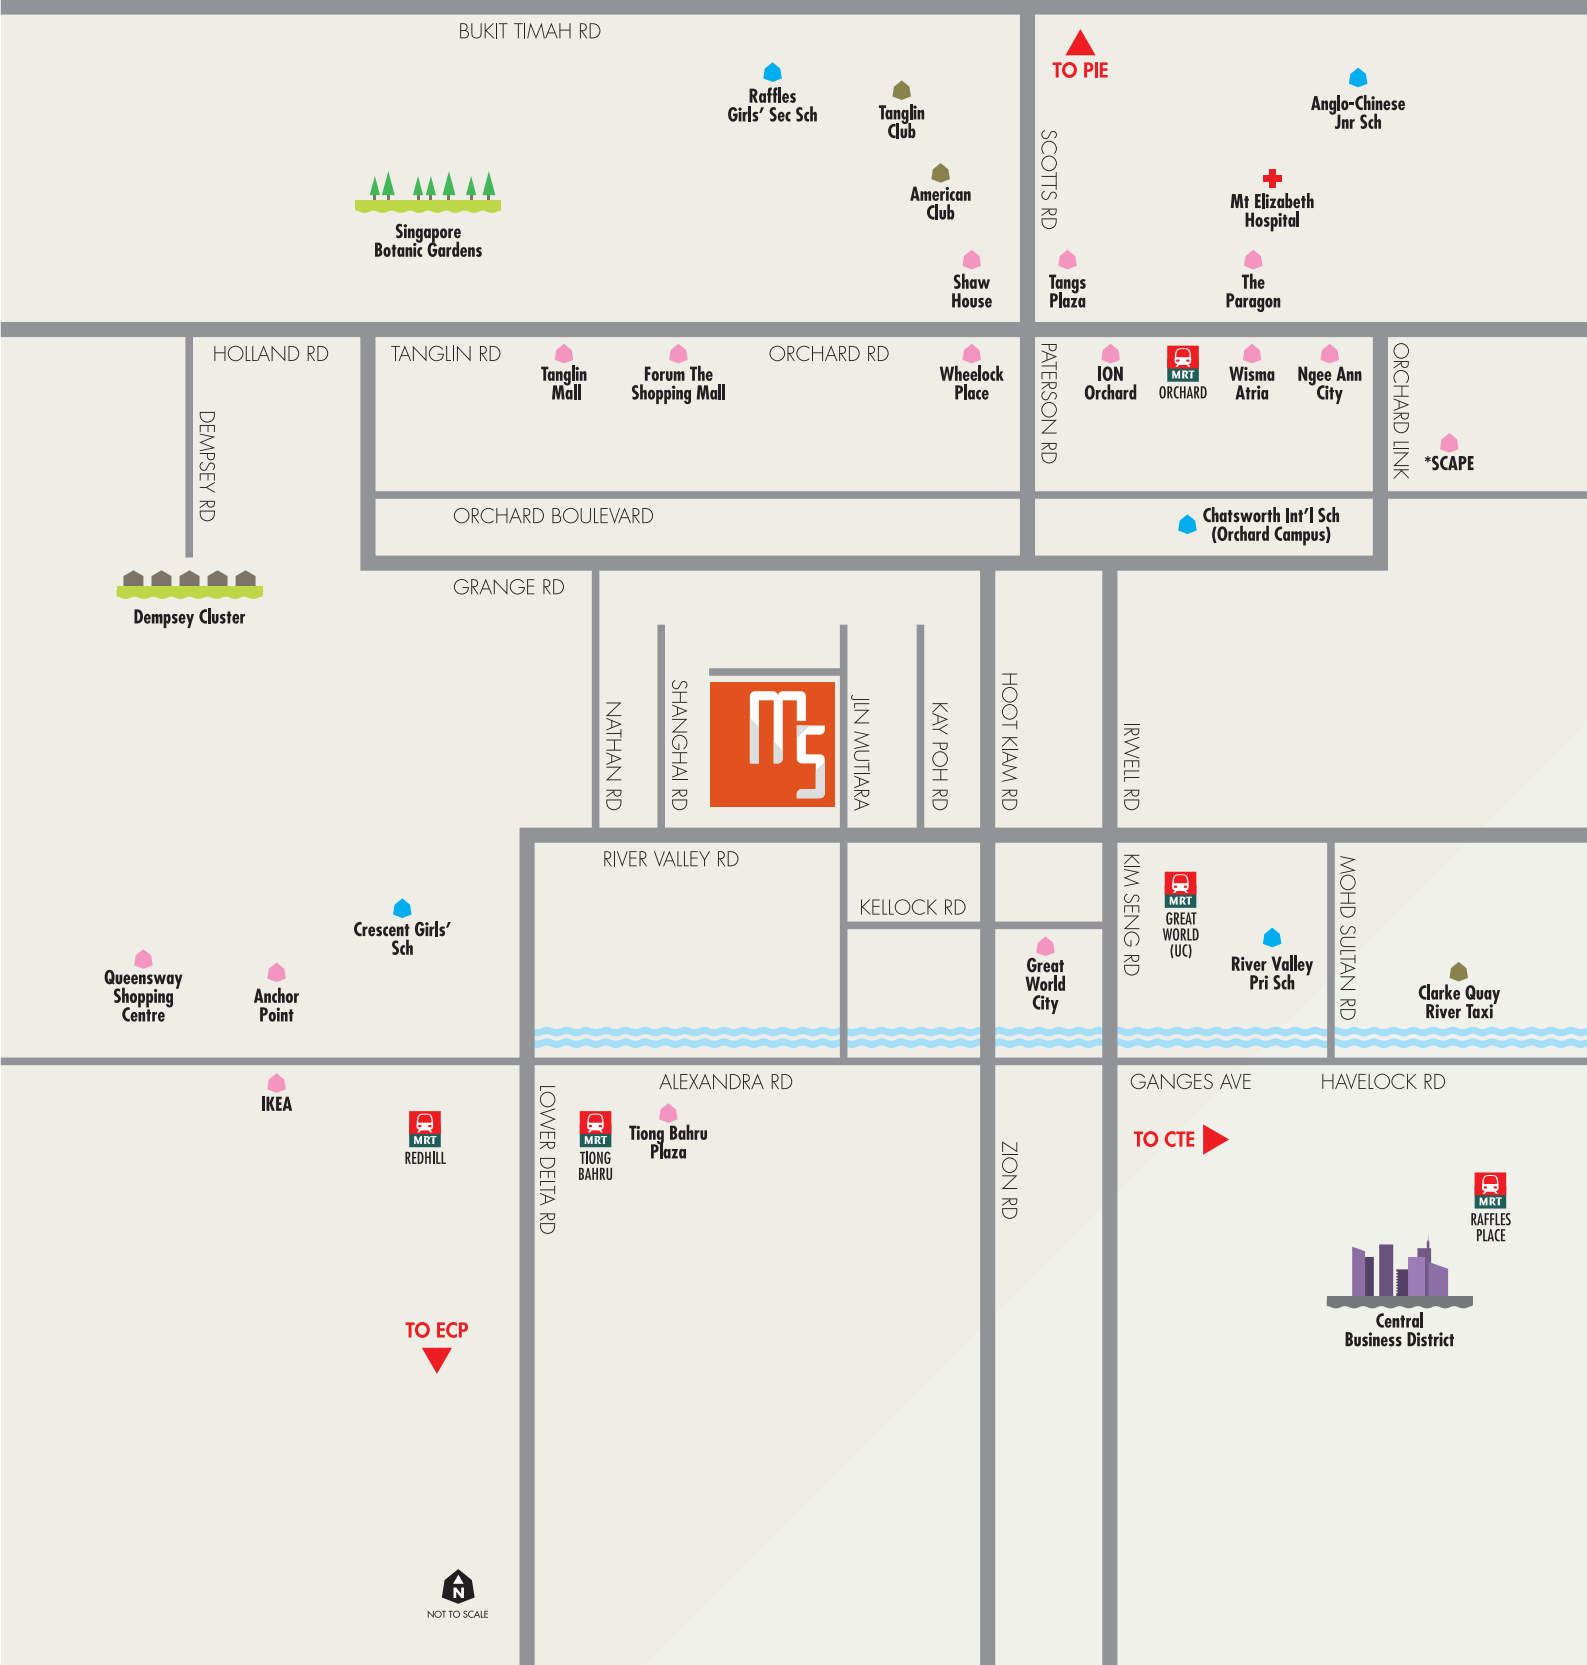 BUKIT TIMAH RD
TO PIE
Raffles
Girls' Sec Sch
Tanglin
Club
Anglo-Chinese
Jnr Sch
SCOTTS RD
American
Club
Mt Elizabeth
Hospital
Singapore
Botanic Gardens
Shaw
House
Tangs
Plaza
The
Paragon
HOLLAND RD
TANGLIN RD
ORCHARD RD
Tanglin
Mall
Forum The
Shopping Mall
Wheelock
Place
PATERSON RD
ION
Orchard
MRT
ORCHARD
Wisma
Atria
Ngee Ann
City
ORCHARD LINK
*SCAPE
DEMPSEY RD
ORCHARD BOULEVARD
Chatsworth Int'l Sch
(Orchard Campus)
GRANGE RD
Dempsey Cluster
NATHAN RD
SHANGHAI RD
MS
JLN MUTIARA
KAY POH RD
HOOT KIAM RD
IRWELL RD
RIVER VALLEY RD
KELLOCK RD
KIM SENG RD
MRT
GREAT
WORLD
(UC)
MOHD SULTAN RD
Crescent Girls'
Sch
Queensway
Shopping
Centre
Anchor
Point
Great
World
City
River Valley
Pri Sch
Clarke Quay
River Taxi
ALEXANDRA RD
GANGES AVE
HAVELOCK RD
IKEA
MRT
REDHILL
LOWER DELTA RD
MRT
TIONG
BAHRU
Tiong Bahru
Plaza
ZION RD
TO CTE
MRT
RAFFLES
PLACE
Central
Business District
TO ECP
N
NOT TO SCALE